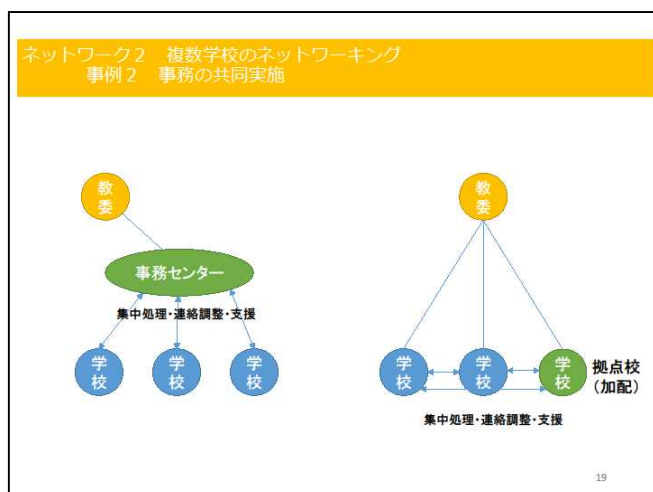 ネットワーク２　複数学校のネットワーキング
事例２　事務の共同実施
教
委
事務センター
集中処理・連絡調整・支援
学
校
学
校
学
校
教
委
学
校
学
校
学
校
拠点校
（加配）
集中処理・連絡調整・支援
19